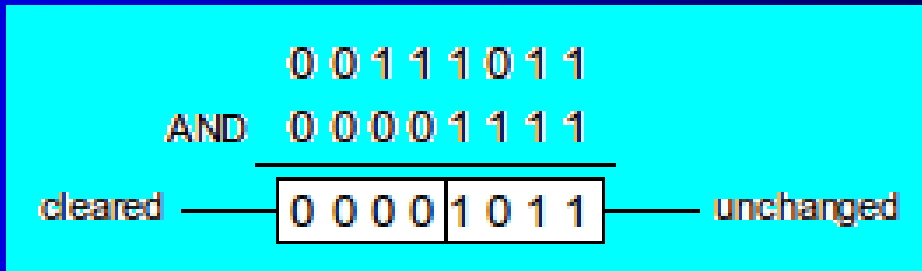 0 0 1 1 1 0 1 1
AND 0 0 0 0 1 1 1 1
cleared 0 0 0 0 1 0 1 1 unchanged